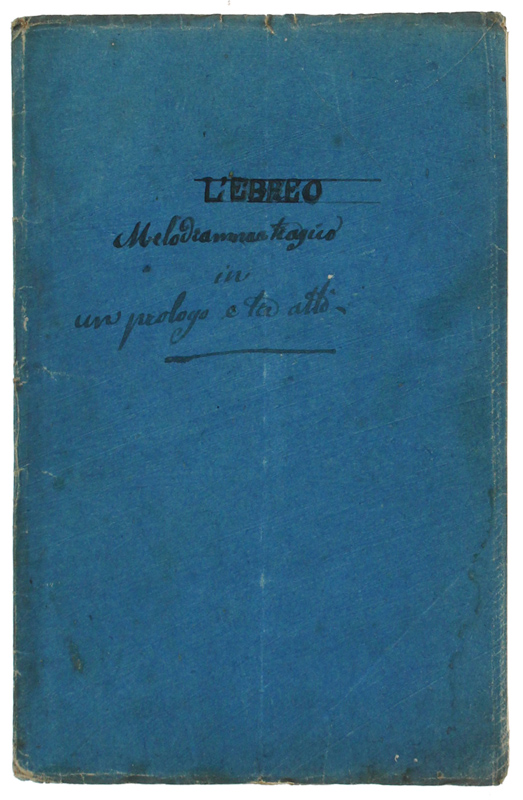 L'EBREO
Melodramma tragico
in
un prologo e tre atti